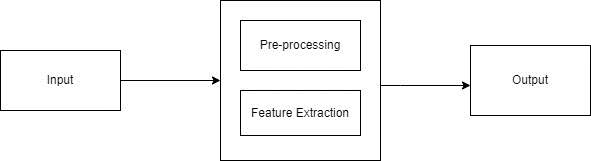 Input
Pre-processing
Feature Extraction
Output